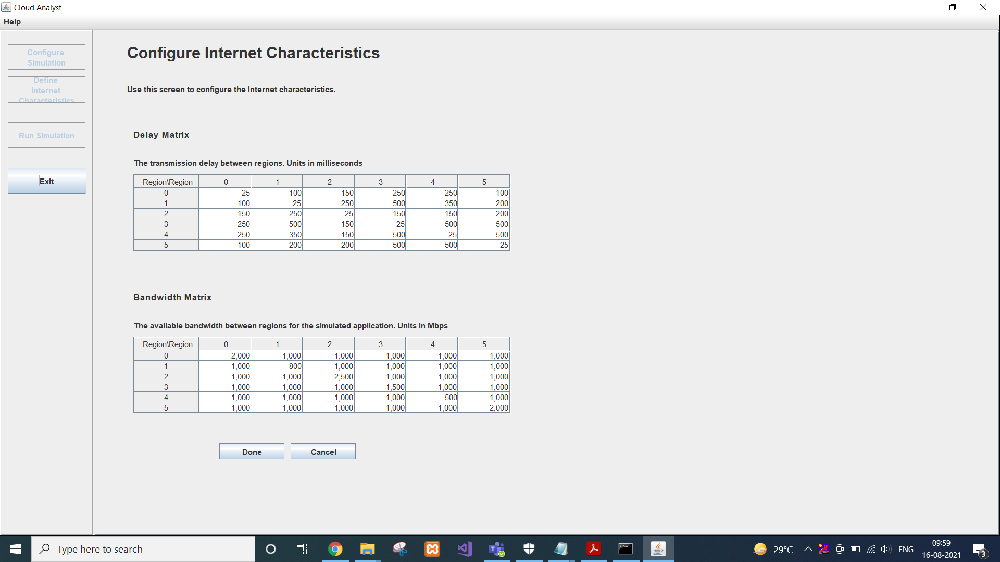 Cloud Analyst
Help
Configure
Simulation
Define
Internet
Characteristics
Run Simulation
Exit
Configure Internet Characteristics
Use this screen to configure the Internet characteristics.
Delay Matrix
The transmission delay between regions. Units in milliseconds
Region\Region 0 1 2 3 4 5
0 25 100 150 250 250 100
1 100 25 250 500 350 200
2 150 250 25 150 150 200
3 250 500 150 25 500 500
4 250 350 150 500 25 500
5 100 200 200 500 500 25
Bandwidth Matrix
The available bandwidth between regions for the simulated application. Units in Mbps
Region\Region 0 1 2 3 4 5
0 2,000 1,000 1,000 1,000 1,000 1,000
1 1,000 800 1,000 1,000 1,000 1,000
2 1,000 1,000 2,500 1,000 1,000 1,000
3 1,000 1,000 1,000 1,500 1,000 1,000
4 1,000 1,000 1,000 1,000 500 1,000
5 1,000 1,000 1,000 1,000 1,000 2,000
Done Cancel
Type here to search
29°C
ENG
09:59
16-08-2021
3